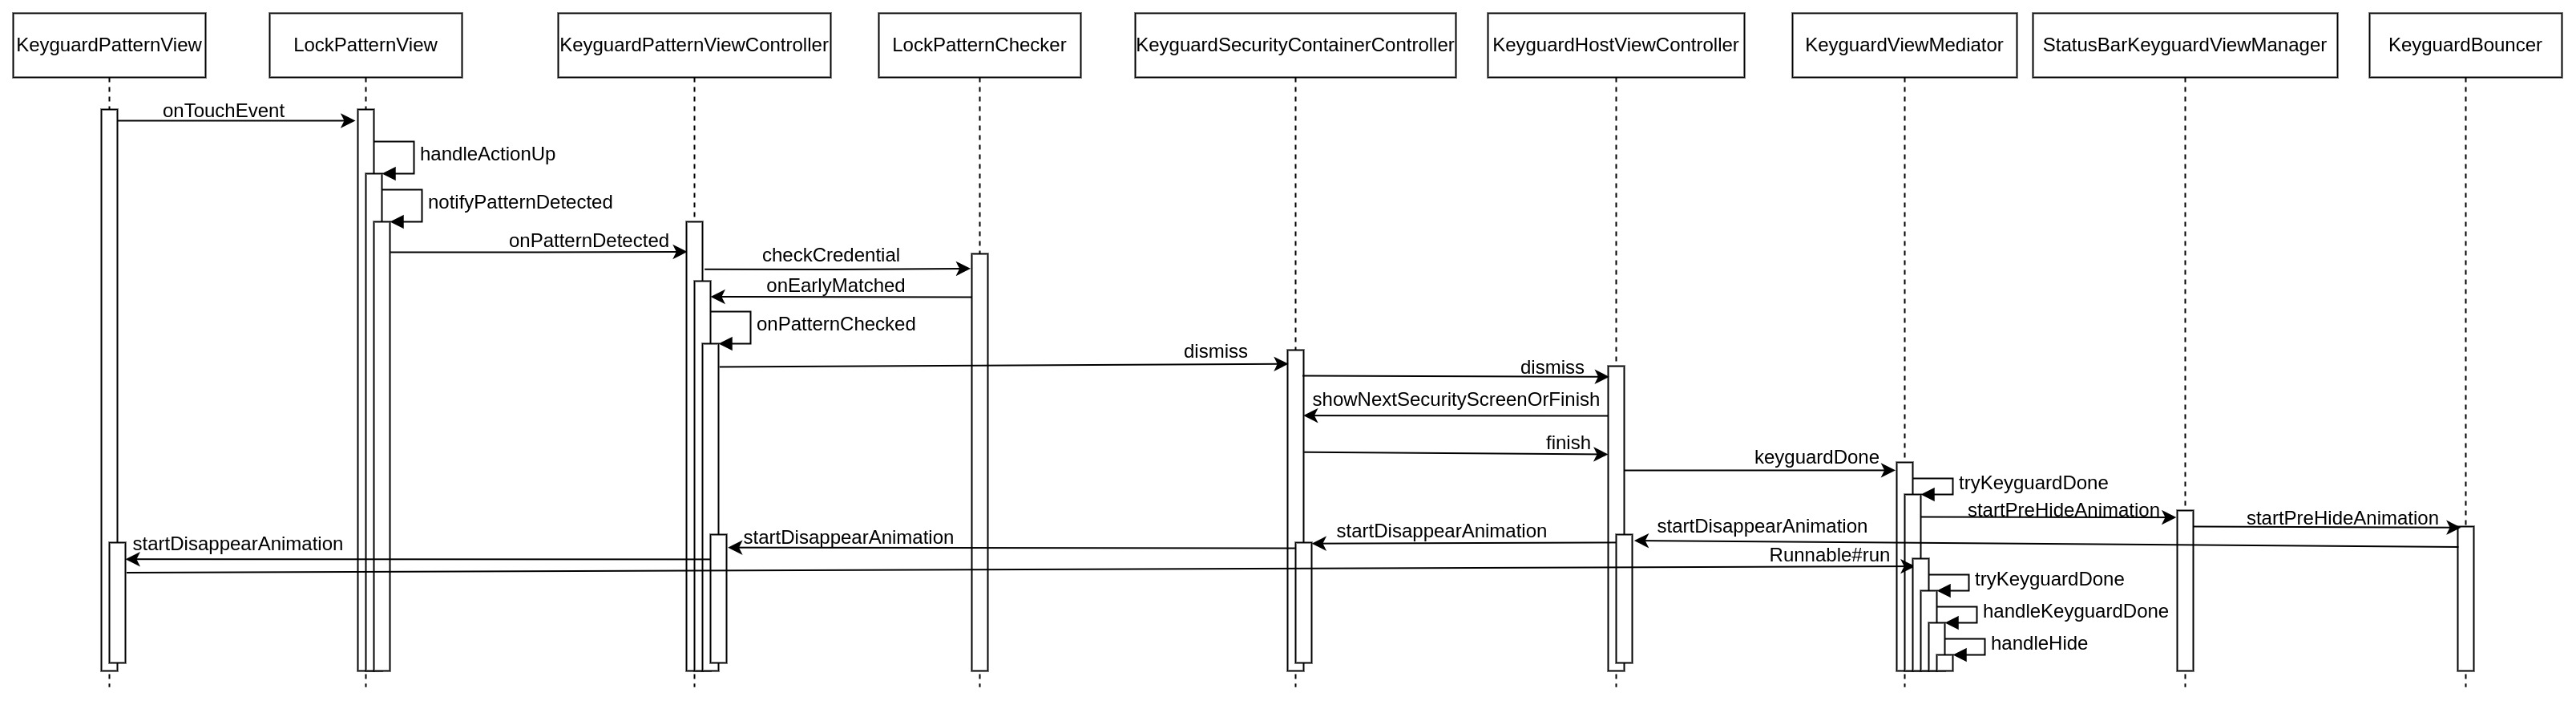 KeyguardPatternView
LockPatternView
KeyguardPatternViewController
LockPatternChecker
KeyguardSecurityContainerController
KeyguardHostViewController
KeyguardViewMediator
StatusBarKeyguardViewManager
KeyguardBouncer
onTouchEvent
handleActionUp
notifyPatternDetected
onPatternDetected
checkCredential
onEarlyMatched
onPatternChecked
dismiss
dismiss
showNextSecurityScreenOrFinish
finish
keyguardDone
tryKeyguardDone
startPreHideAnimation
startPreHideAnimation
startDisappearAnimation
startDisappearAnimation
startDisappearAnimation
startDisappearAnimation
Runnable#run
tryKeyguardDone
handleKeyguardDone
handleHide